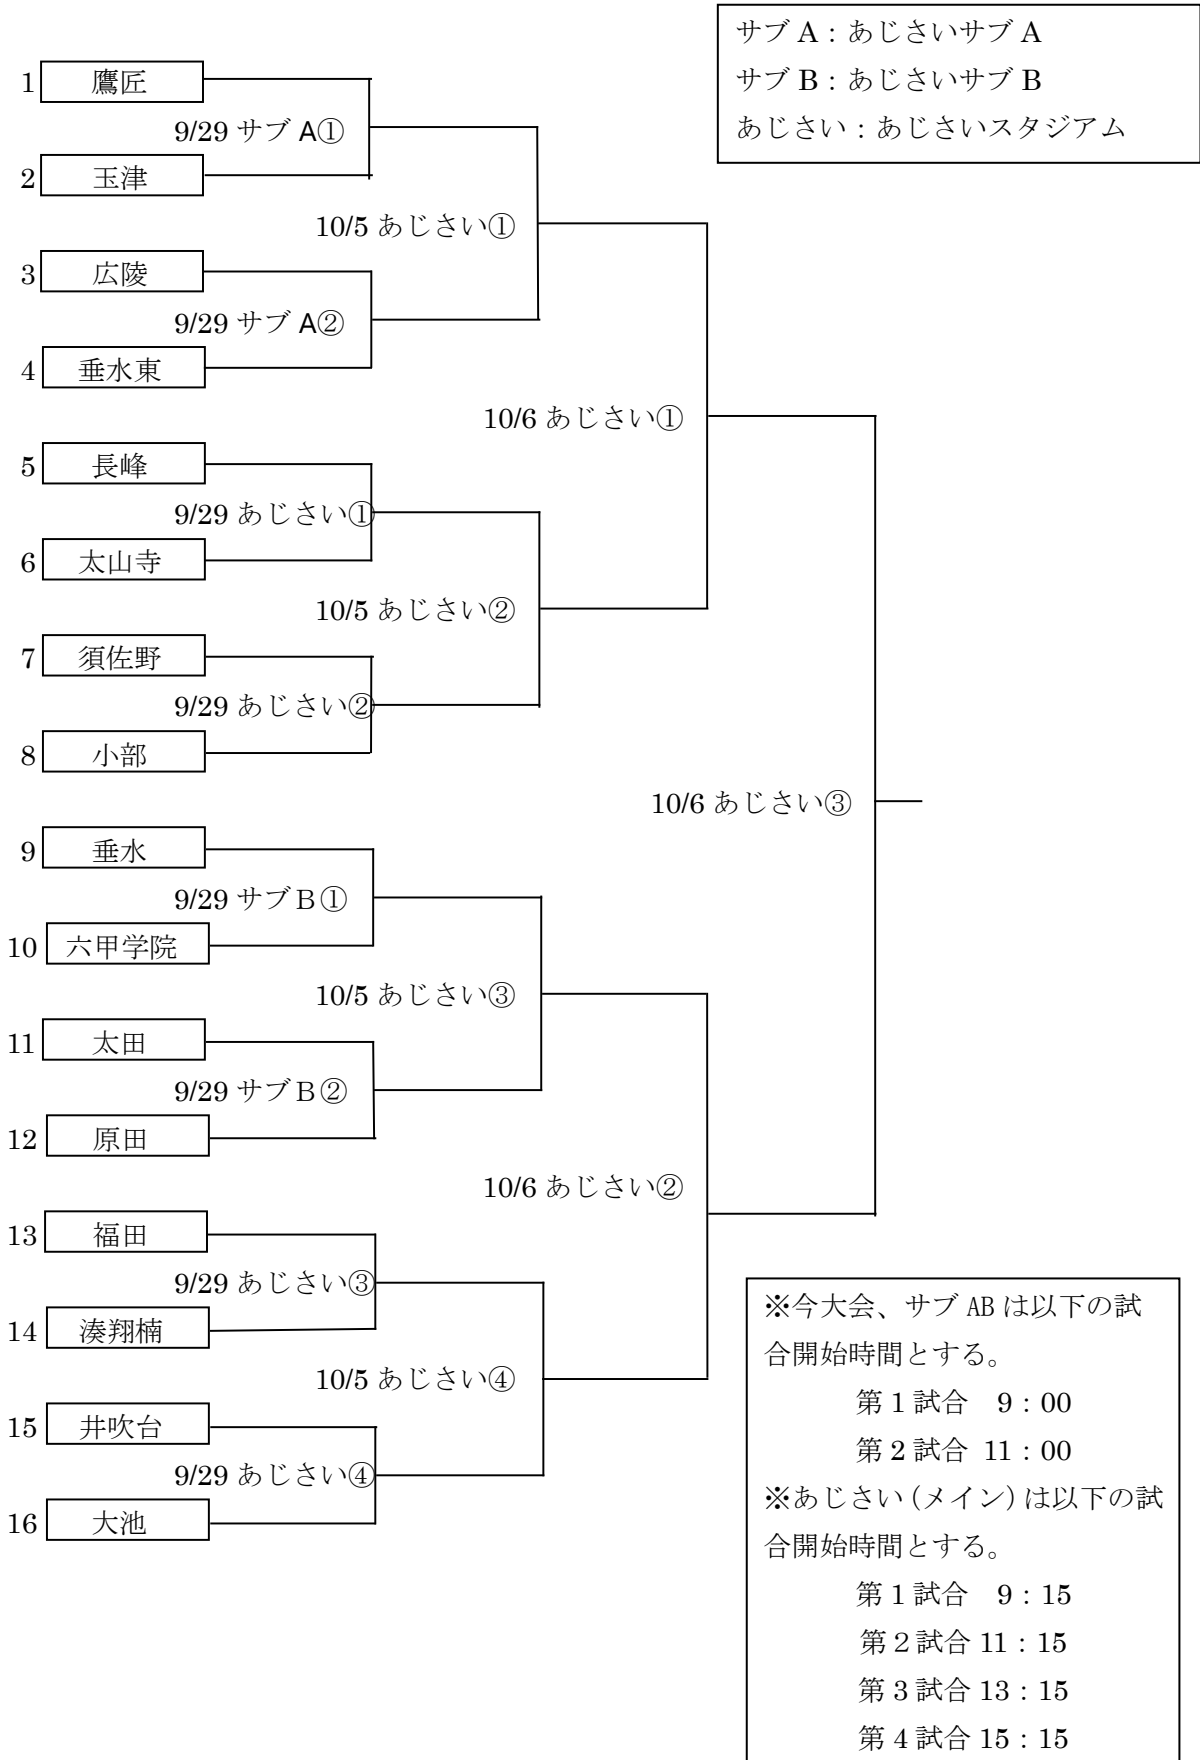 サブ A：あじさいサブ A
サブ B：あじさいサブ B
あじさい：あじさいスタジアム
1 鷹匠
9/29 サブ A①
2 玉津
10/5 あじさい①
3 広陵
9/29 サブ A②
4 垂水東
10/6 あじさい①
5 長峰
9/29 あじさい①
6 太山寺
10/5 あじさい②
7 須佐野
9/29 あじさい②
8 小部
10/6 あじさい③
9 垂水
9/29 サブＢ①
10 六甲学院
10/5 あじさい③
11 太田
9/29 サブＢ②
12 原田
10/6 あじさい②
13 福田
9/29 あじさい③
14 湊翔楠
10/5 あじさい④
15 井吹台
9/29 あじさい④
16 大池
※今大会、サブ AB は以下の試
合開始時間とする。
第 1 試合　9：00
第 2 試合 11：00
※あじさい(メイン)は以下の試
合開始時間とする。
第 1 試合　9：15
第２試合 11：15
第 3 試合 13：15
第 4 試合 15：15